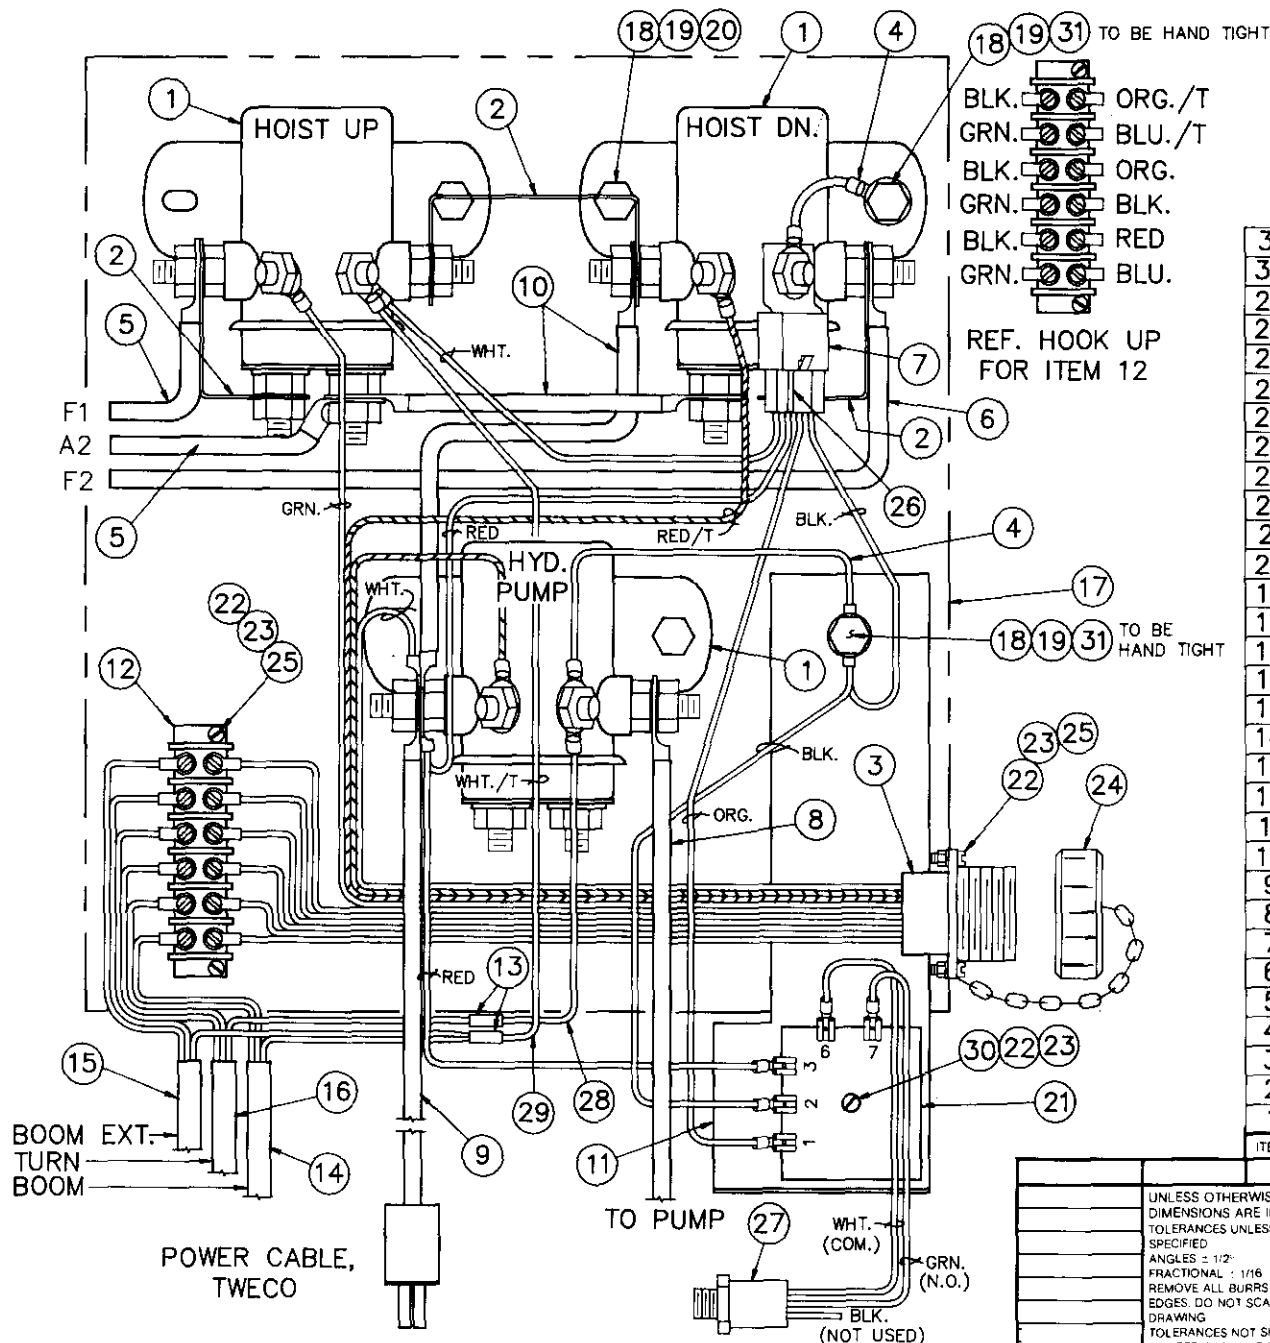 18 19 20
1
4
18 19 31 TO BE HAND TIGHT
1
HOIST UP
2
HOIST DN.
BLK. ORG./T
GRN. BLU./T
BLK. ORG.
GRN. BLK.
BLK. RED
GRN. BLU.
REF. HOOK UP
FOR ITEM 12
2
5
10
WHT.
7
6
2
F1
A2
F2
5
GRN.
RED
RED/T
BLK.
26
4
HYD.
PUMP
WHT.
17
18 19 31 TO BE
HAND TIGHT
1
22
23
25
12
WHT./T
BLK.
ORG.
8
3
23 25
22
24
RED
13
6 7
30 22 23
3
2
1
21
15
16
14
9
29
28
11
BOOM EXT.
TURN
BOOM
TO PUMP
27
WHT.
(COM.)
GRN.
(N.O.)
BLK.
(NOT USED)
POWER CABLE,
TWECO
UNLESS OTHERWIS
DIMENSIONS ARE I
TOLERANCES UNLES
SPECIFIED
ANGLES ± 1/2°
FRACTIONAL ± 1/16
REMOVE ALL BURRS
EDGES. DO NOT SCA
DRAWING